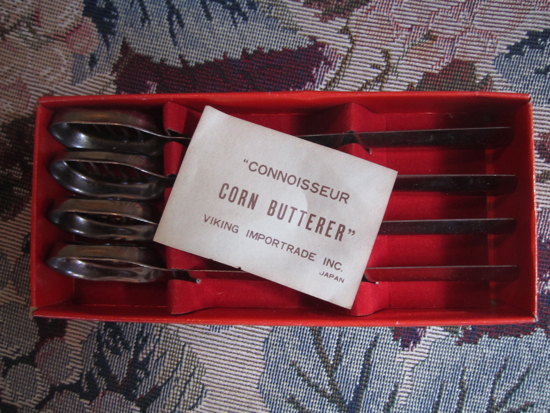 "CONNOISSEUR
CORN BUTTERER"
VIKING IMPORTRADE INC.
JAPAN